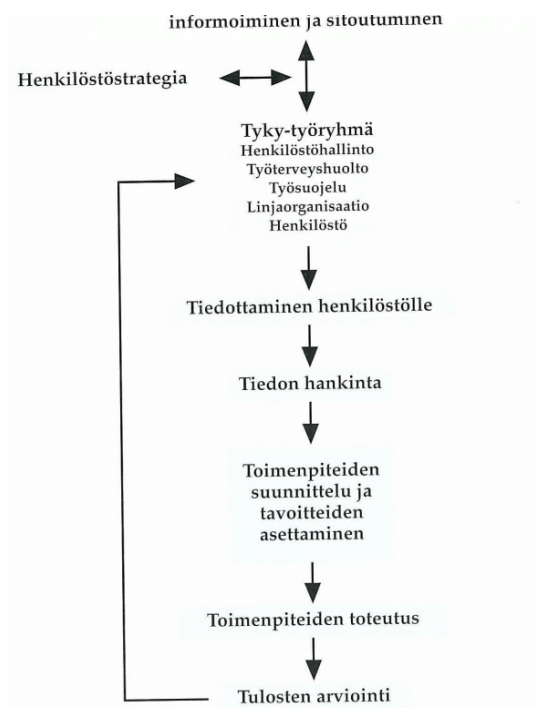 informoiminen ja sitoutuminen
Henkilöstöstrategia
Tyky-työryhmä
Henkilöstöhallinto
Työterveyshuolto
Työsuojelu
Linjaorganisaatio
Henkilöstö
Tiedottaminen henkilöstölle
Tiedon hankinta
Toimenpiteiden
suunnittelu ja
tavoitteiden
asettaminen
Toimenpiteiden toteutus
Tulosten arviointi